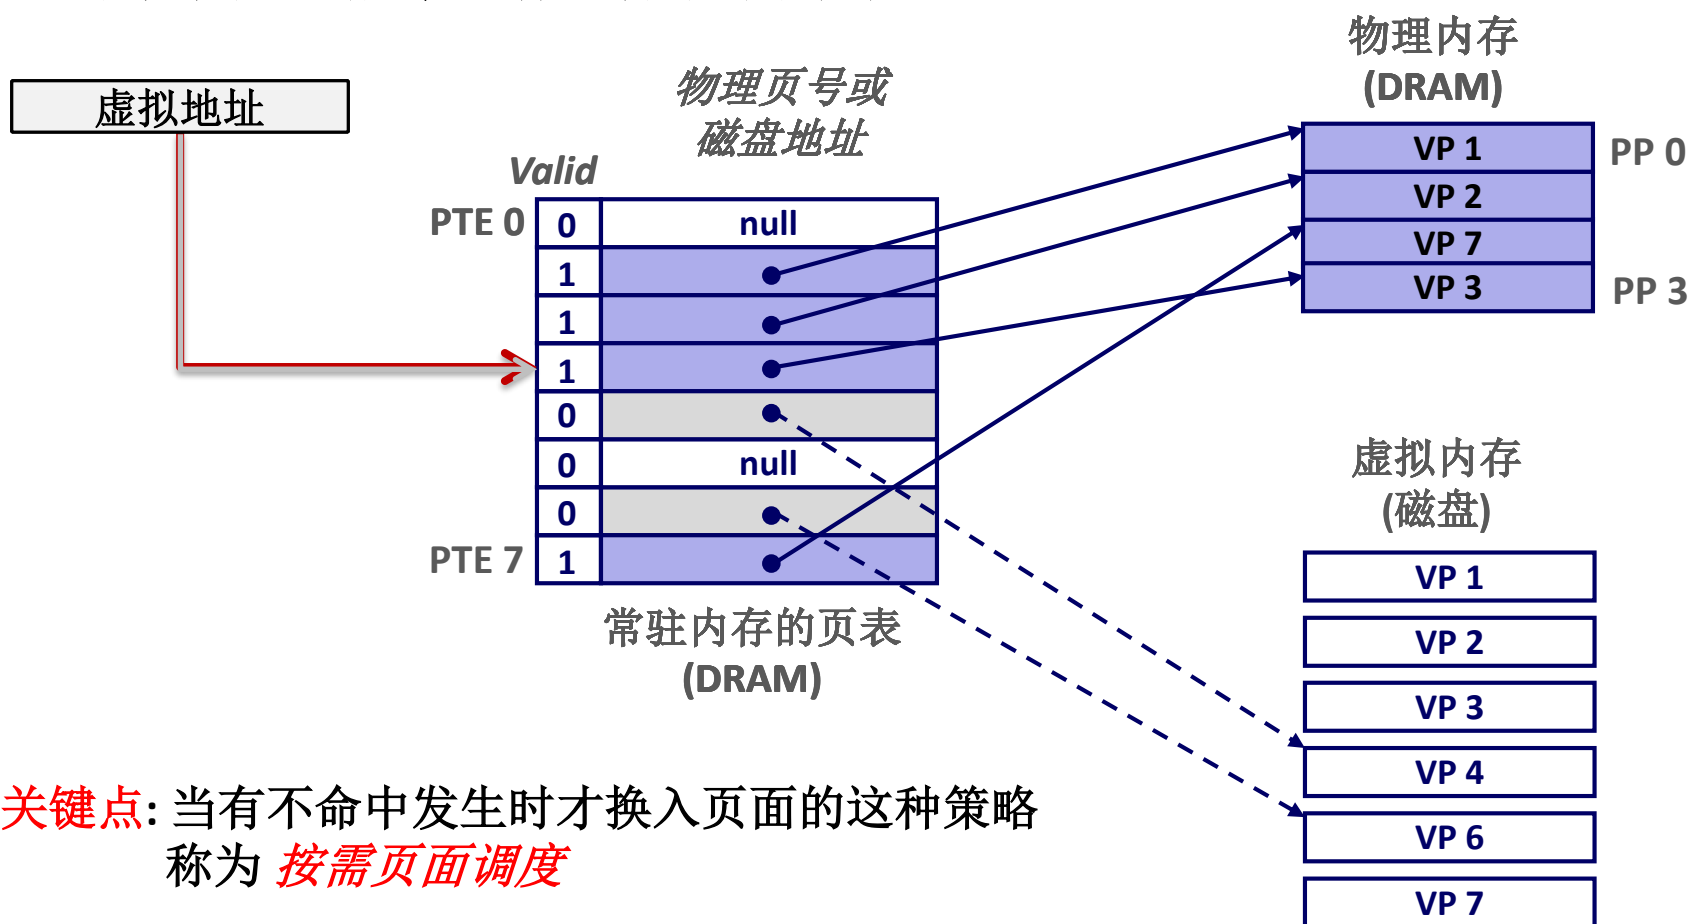 物理内存
(DRAM)
虚拟地址
物理页号或
磁盘地址
Valid
VP 1
PP 0
VP 2
VP 7
VP 3
PP 3
PTE 0
0
null
1
1
1
0
0
null
0
PTE 7
1
常驻内存的页表
(DRAM)
虚拟内存
(磁盘)
VP 1
VP 2
VP 3
VP 4
VP 6
VP 7
关键点: 当有不命中发生时才换入页面的这种策略
称为 按需页面调度